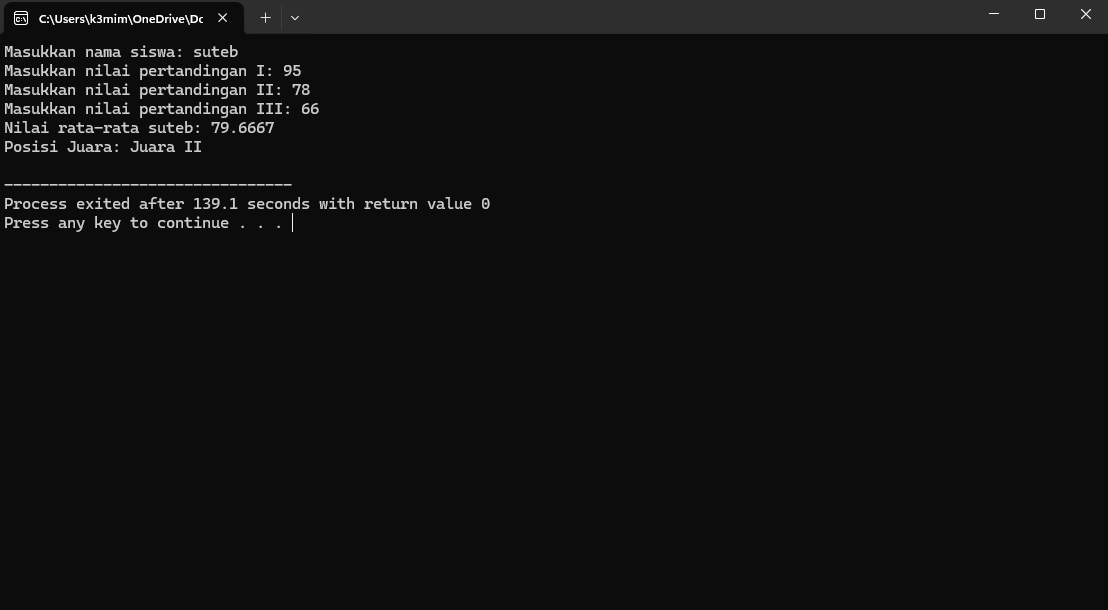 C:\Users\k3mim\OneDrive\Dc
Masukkan nama siswa: suteb
Masukkan nilai pertandingan I: 95
Masukkan nilai pertandingan II: 78
Masukkan nilai pertandingan III: 66
Nilai rata-rata suteb: 79.6667
Posisi Juara: Juara II
--------------------------------
Process exited after 139.1 seconds with return value 0
Press any key to continue . . .